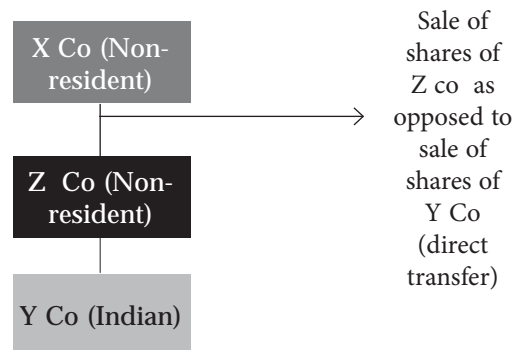 X Co (Non-
resident)
Sale of
shares of
Z co as
opposed to
sale of
shares of
Y Co
(direct
transfer)
Z Co (Non-
resident)
Y Co (Indian)